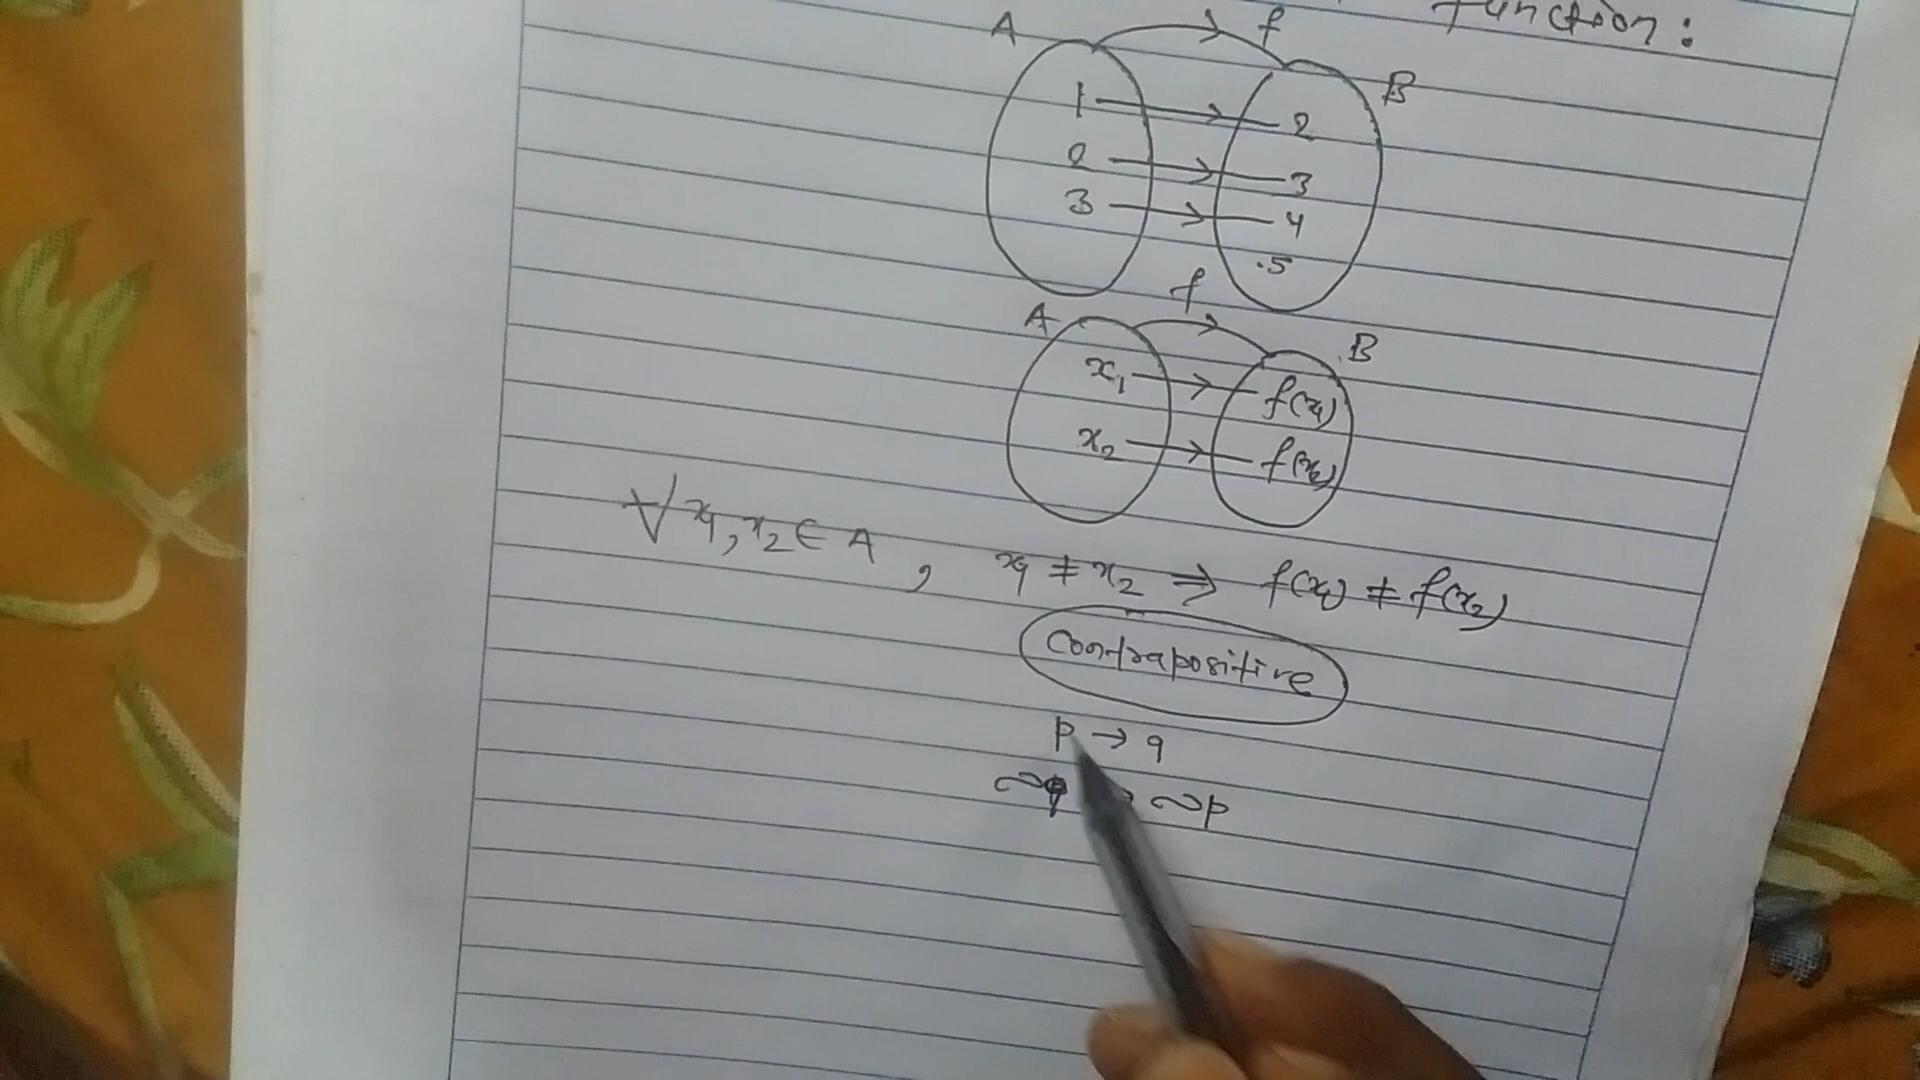 function:
A f B
1 → 2
2 → 3
3 → 4
.5
f
A B
x₁ → f(x₁)
x₂ → f(x₂)
∀ x₁, x₂ ∈ A , x₁ ≠ x₂ ⇒ f(x₁) ≠ f(x₂)
Contrapositive
p → q
~q → ~p